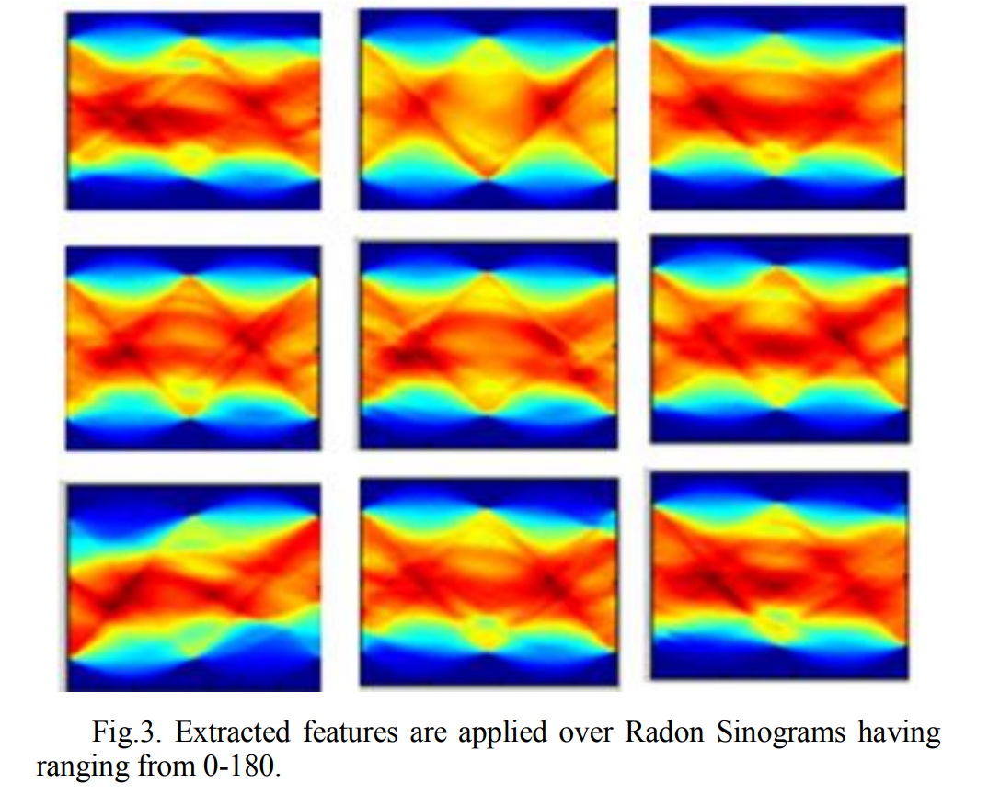 Fig.3. Extracted features are applied over Radon Sinograms having
ranging from 0-180.